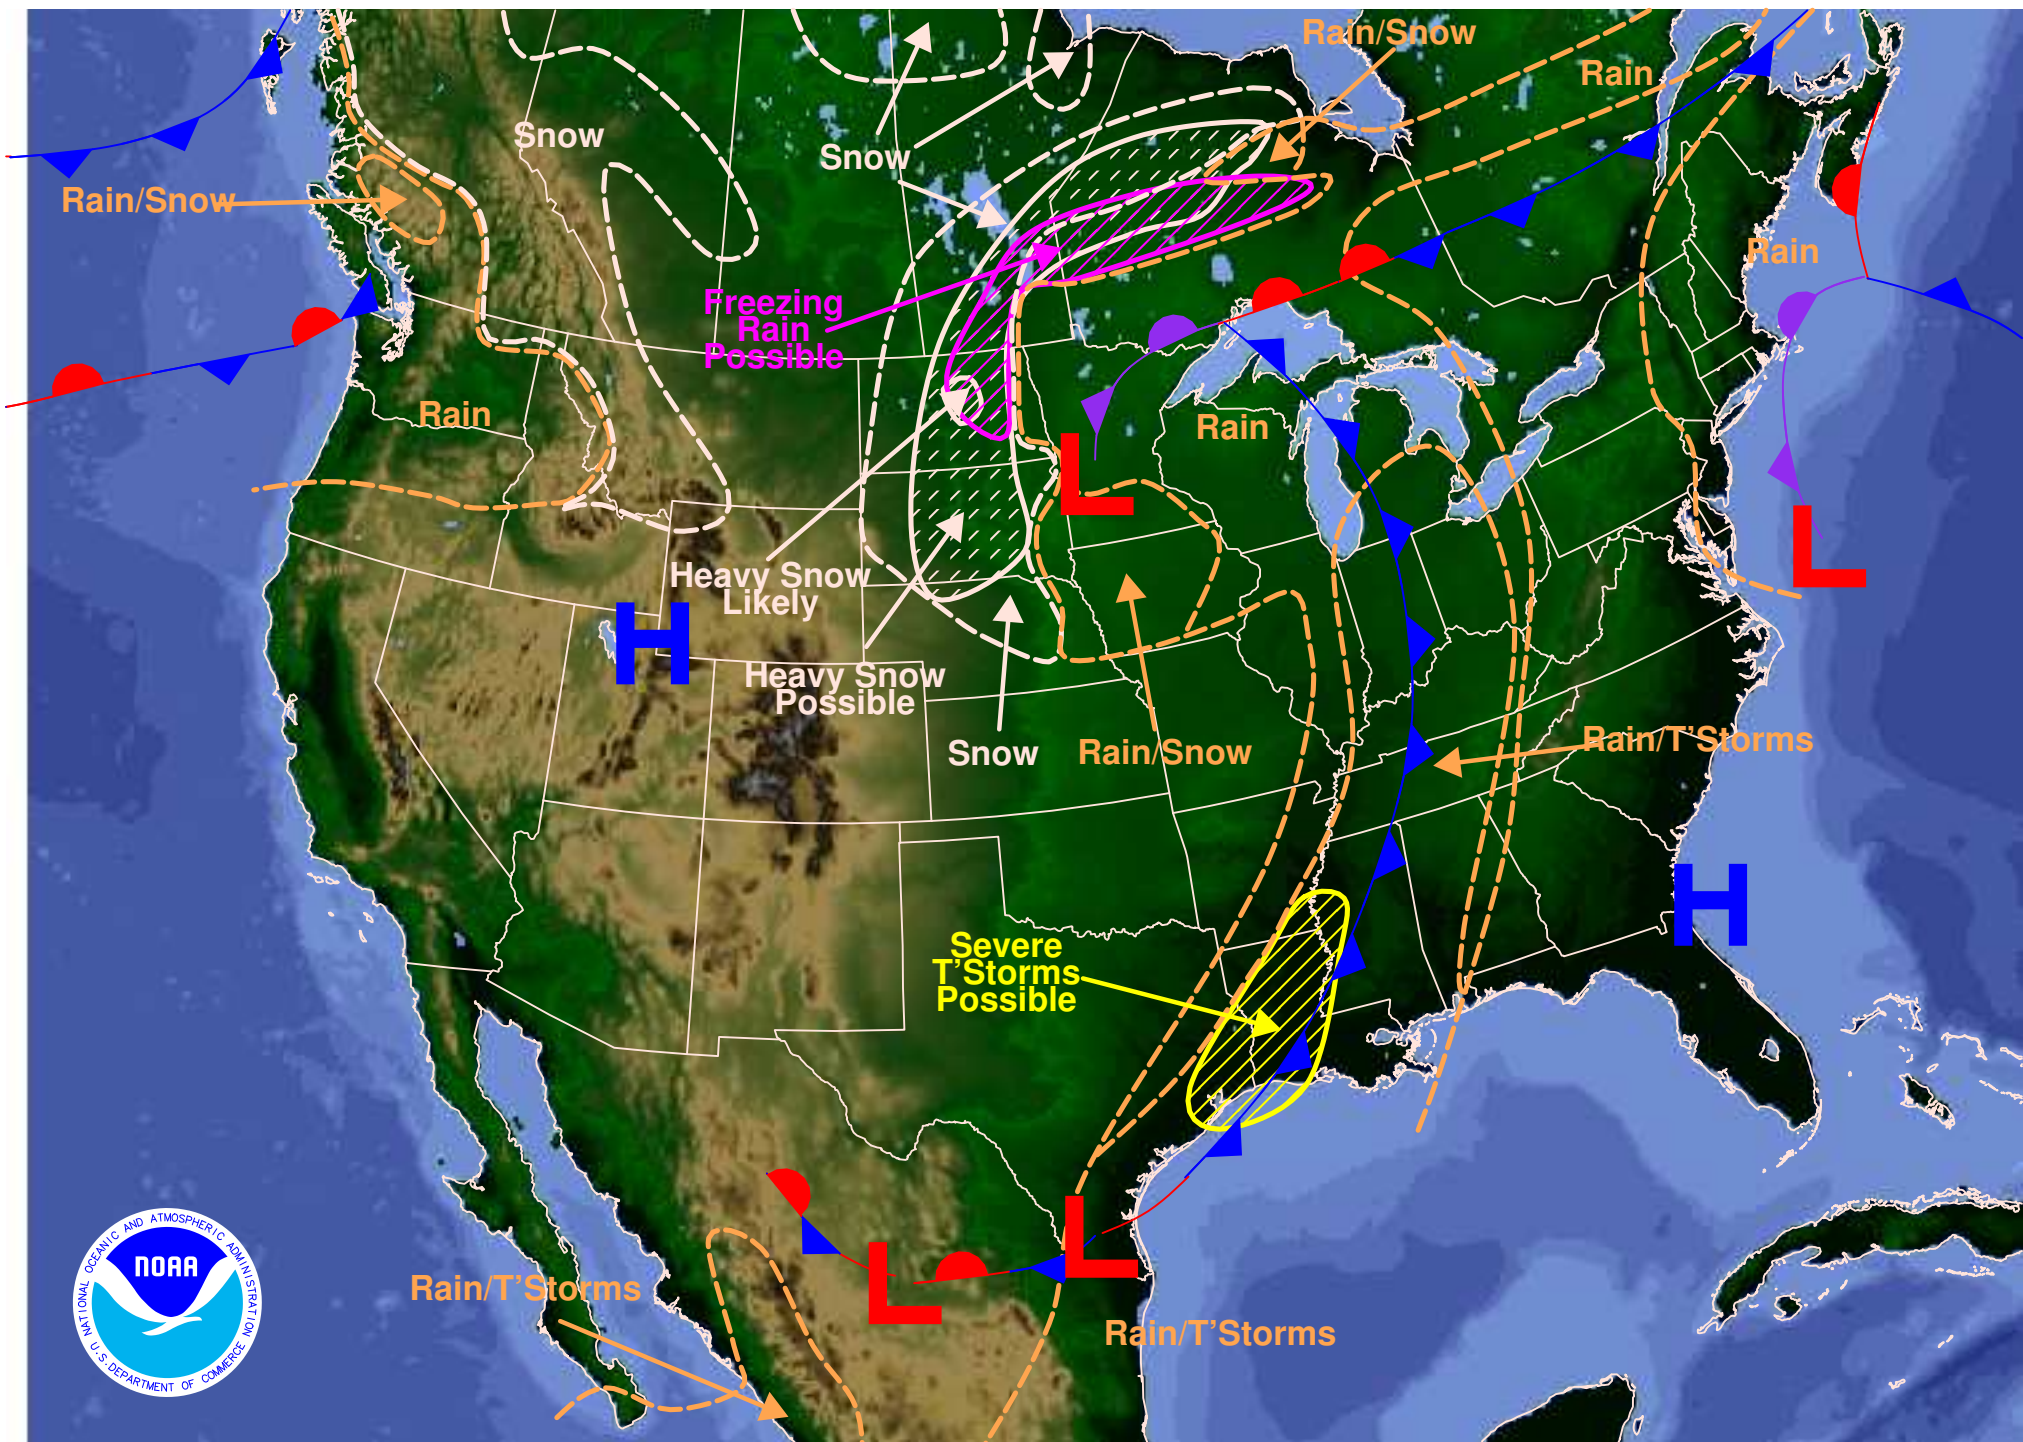 Rain/Snow
Rain
Snow
Snow
Rain/Snow
Rain
Freezing
Rain
Possible
Rain
Rain
Heavy Snow
Likely
H
L
L
Heavy Snow
Possible
Snow
Rain/Snow
Rain/T'Storms
H
Severe
T'Storms
Possible
L
L
Rain/T'Storms
Rain/T'Storms
NATIONAL OCEANIC AND ATMOSPHERIC ADMINISTRATION
NOAA
U.S. DEPARTMENT OF COMMERCE